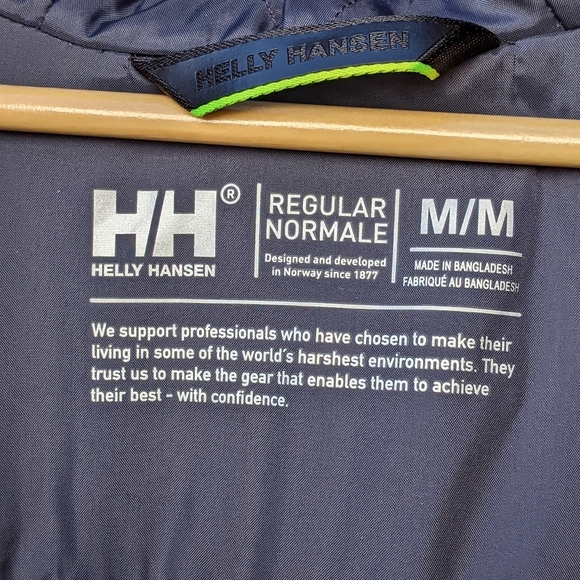 HELLY HANSEN
H/H®
HELLY HANSEN
REGULAR
NORMALE
Designed and developed
in Norway since 1877
M/M
MADE IN BANGLADESH
FABRIQUÉ AU BANGLADESH
We support professionals who have chosen to make their
living in some of the world´s harshest environments. They
trust us to make the gear that enables them to achieve
their best - with confidence.